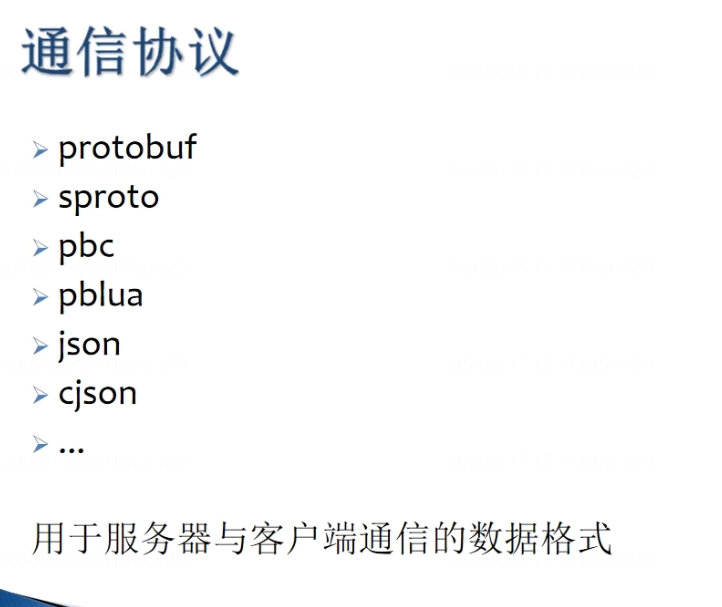 通信协议
protobuf
sproto
pbc
pblua
json
cjson
...
用于服务器与客户端通信的数据格式